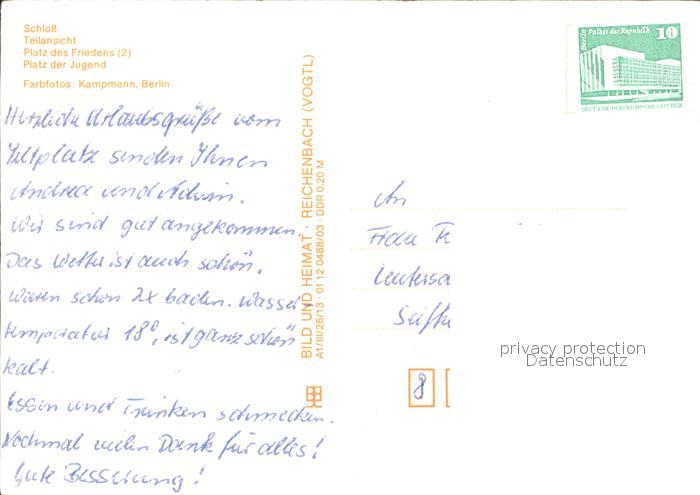 Schloß
Teilansicht
Platz des Friedens (2)
Platz der Jugend
Farbfotos: Kampmann, Berlin
Herzliche Urlaubsgrüße vom
Zeltplatz senden Ihnen
Andrea und
Wir sind gut angekommen.
Das Wetter ist auch schön.
Waren schon 2x baden. Wasser-
temperatur 18°, ist ganz schön
kalt.
Essen und Trinken schmecken.
Nochmal vielen Dank für alles!
Gute Besserung!
BILD UND HEIMAT · REICHENBACH (VOGTL)
A1/III/26/13 · 01 12 0488/03 · DDR 0,20 M
Berlin Palast der Republik 10
DEUTSCHE DEMOKRATISCHE REPUBLIK
An
Frau
Leutersd
Seifhe
8
privacy protection
Datenschutz